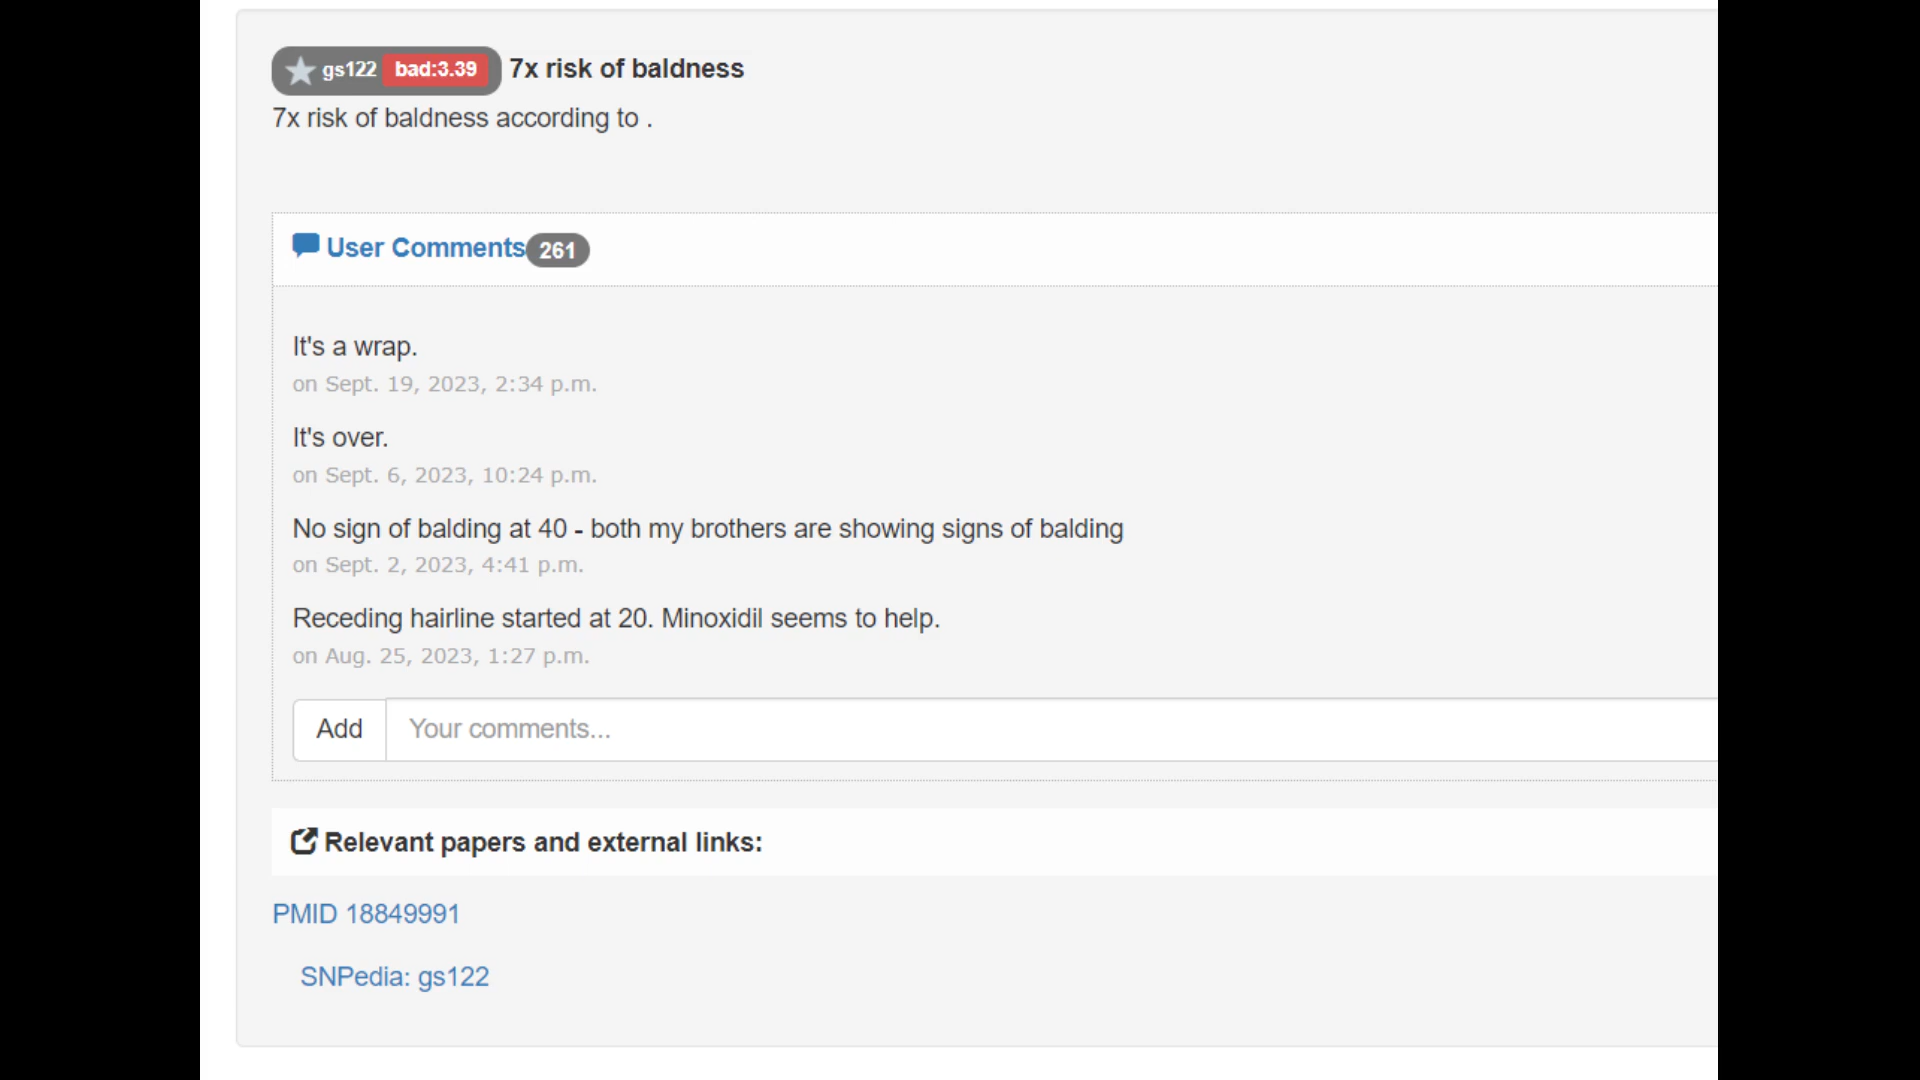 gs122 bad:3.39 7x risk of baldness
7x risk of baldness according to .
User Comments 261
It's a wrap.
on Sept. 19, 2023, 2:34 p.m.
It's over.
on Sept. 6, 2023, 10:24 p.m.
No sign of balding at 40 - both my brothers are showing signs of balding
on Sept. 2, 2023, 4:41 p.m.
Receding hairline started at 20. Minoxidil seems to help.
on Aug. 25, 2023, 1:27 p.m.
Add Your comments...
Relevant papers and external links:
PMID 18849991
SNPedia: gs122